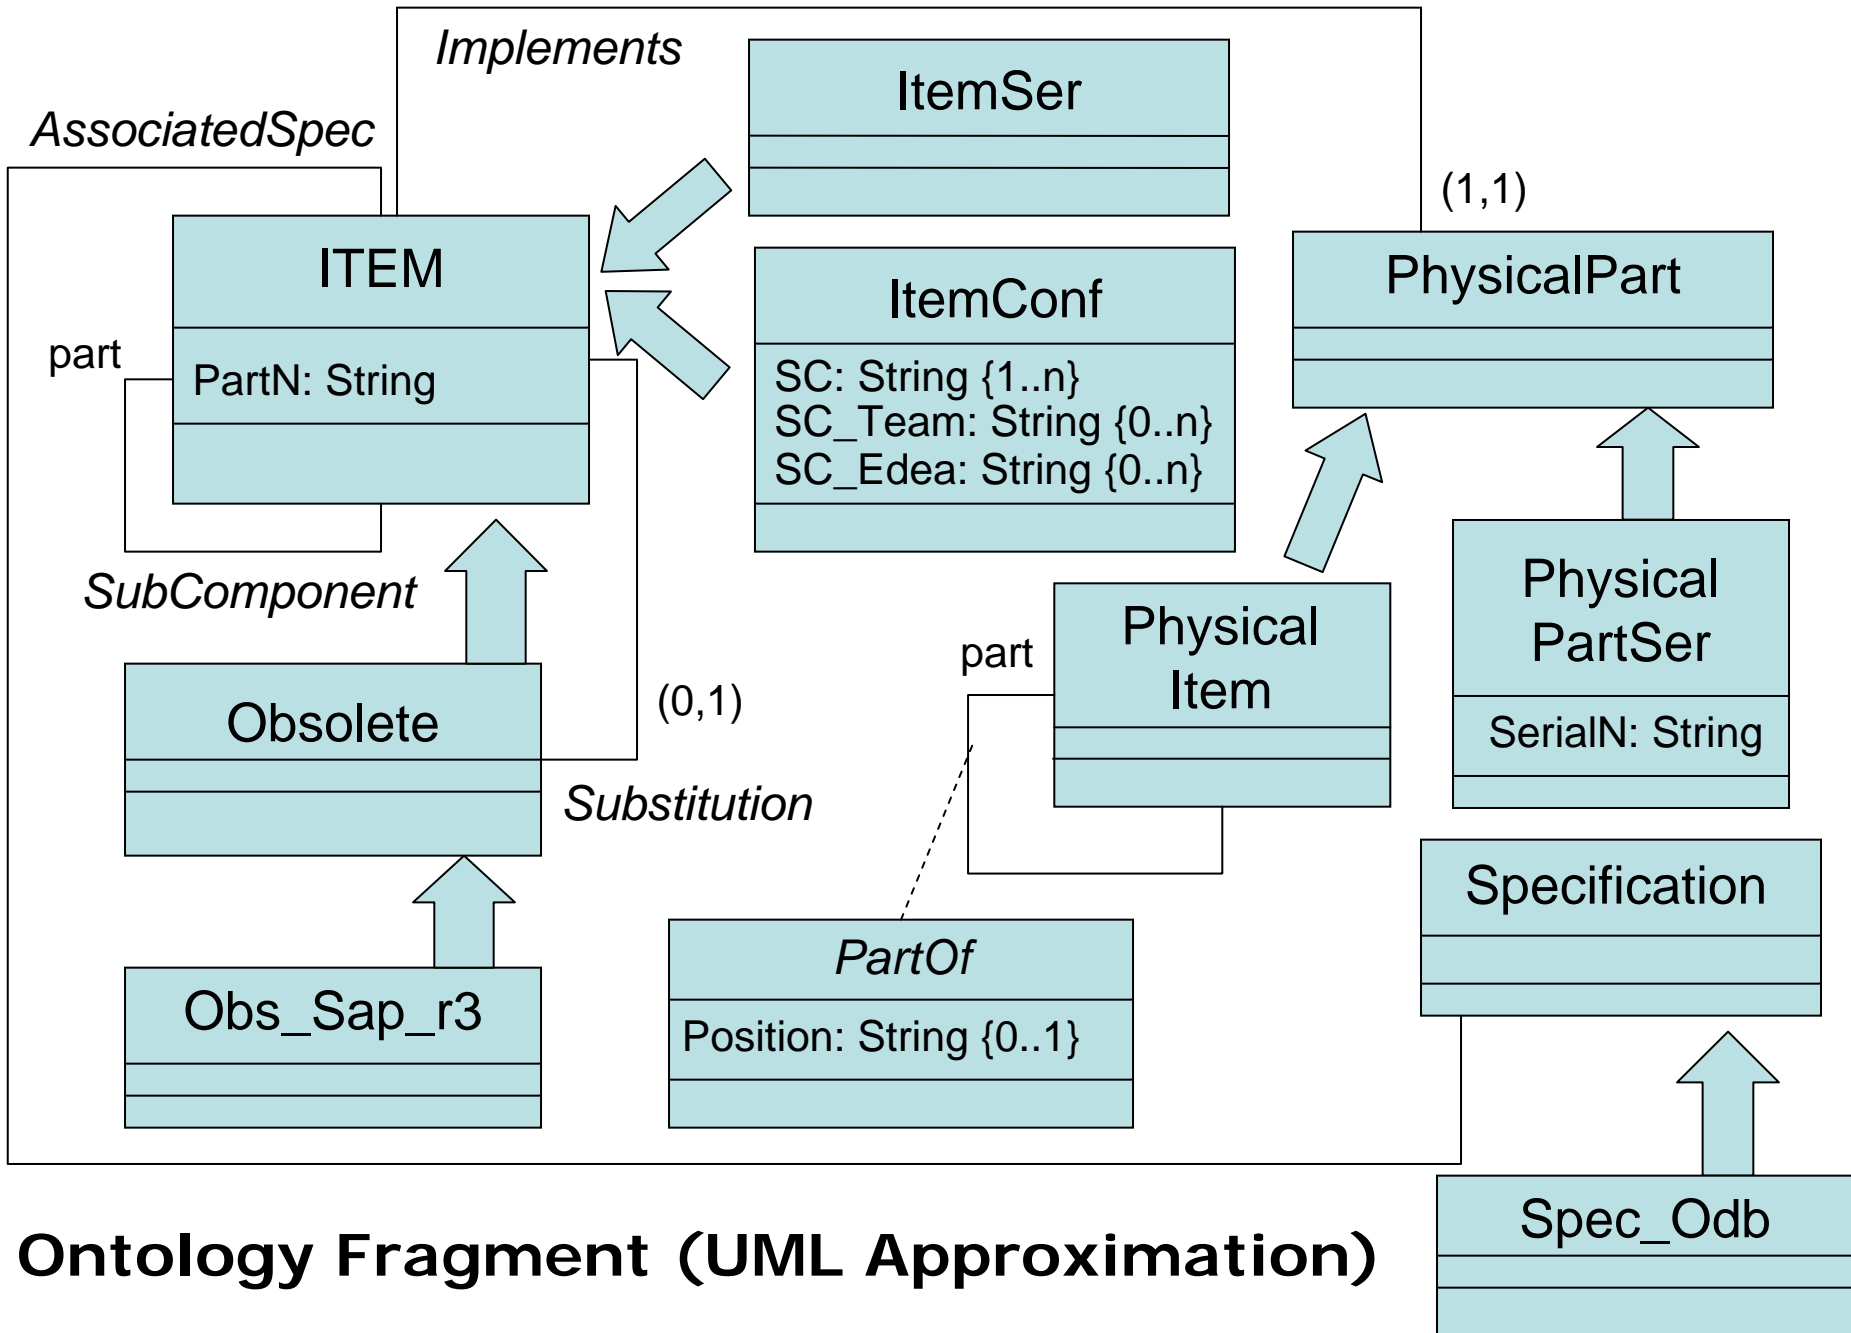 Implements
ItemSer
AssociatedSpec
(1,1)
ITEM
PhysicalPart
ItemConf
part
PartN: String
SC: String {1..n}
SC_Team: String {0..n}
SC_Edea: String {0..n}
SubComponent
Physical
PartSer
Physical
Item
part
(0,1)
Obsolete
SerialN: String
Substitution
Specification
PartOf
Obs_Sap_r3
Position: String {0..1}
Spec_Odb
Ontology Fragment (UML Approximation)